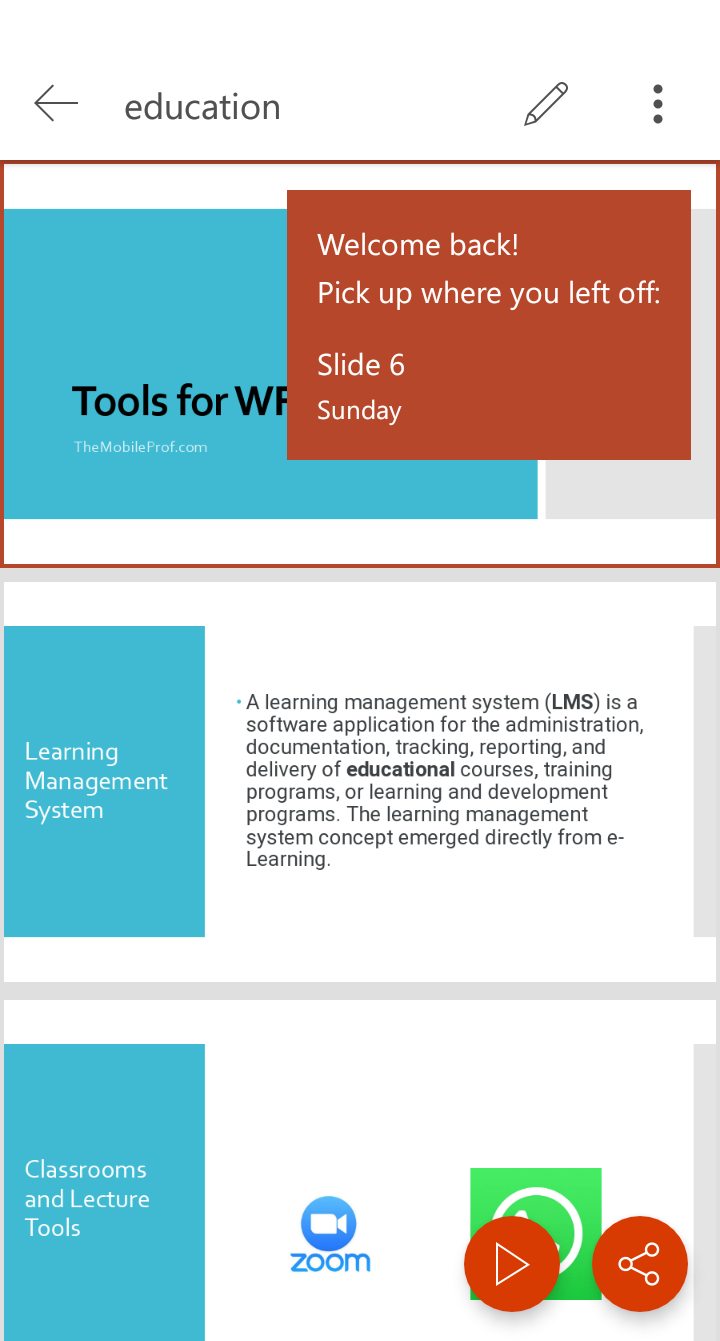 education
Welcome back!
Pick up where you left off:
Slide 6
Sunday
Tools for
TheMobileProf.com
Learning
Management
System
• A learning management system (LMS) is a
software application for the administration,
documentation, tracking, reporting, and
delivery of educational courses, training
programs, or learning and development
programs. The learning management
system concept emerged directly from e-
Learning.
Classrooms
and Lecture
Tools
zoom